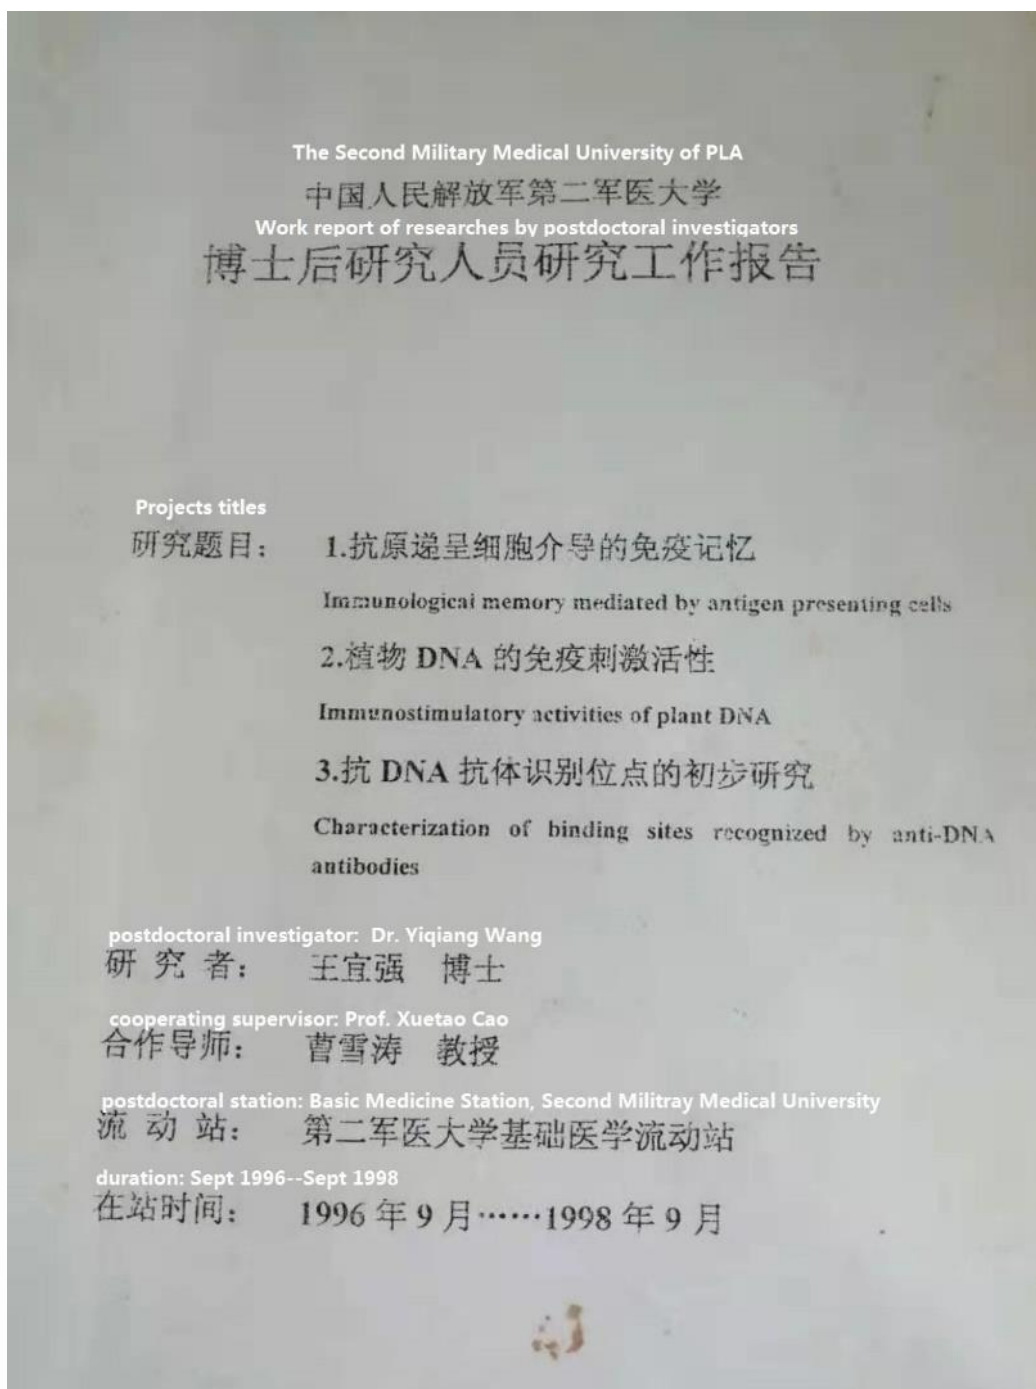 The Second Military Medical University of PLA
中国人民解放军第二军医大学
Work report of researches by postdoctoral investigators
博士后研究人员研究工作报告
Projects titles
研究题目： 1.抗原递呈细胞介导的免疫记忆
Immunological memory mediated by antigen presenting cells
2.植物 DNA 的免疫刺激活性
Immunostimulatory activities of plant DNA
3.抗 DNA 抗体识别位点的初步研究
Characterization of binding sites recognized by anti-DNA
antibodies
postdoctoral investigator: Dr. Yiqiang Wang
研 究 者： 王宜强 博士
cooperating supervisor: Prof. Xuetao Cao
合作导师： 曹雪涛 教授
postdoctoral station: Basic Medicine Station, Second Militray Medical University
流 动 站： 第二军医大学基础医学流动站
duration: Sept 1996--Sept 1998
在站时间： 1996 年 9 月……1998 年 9 月